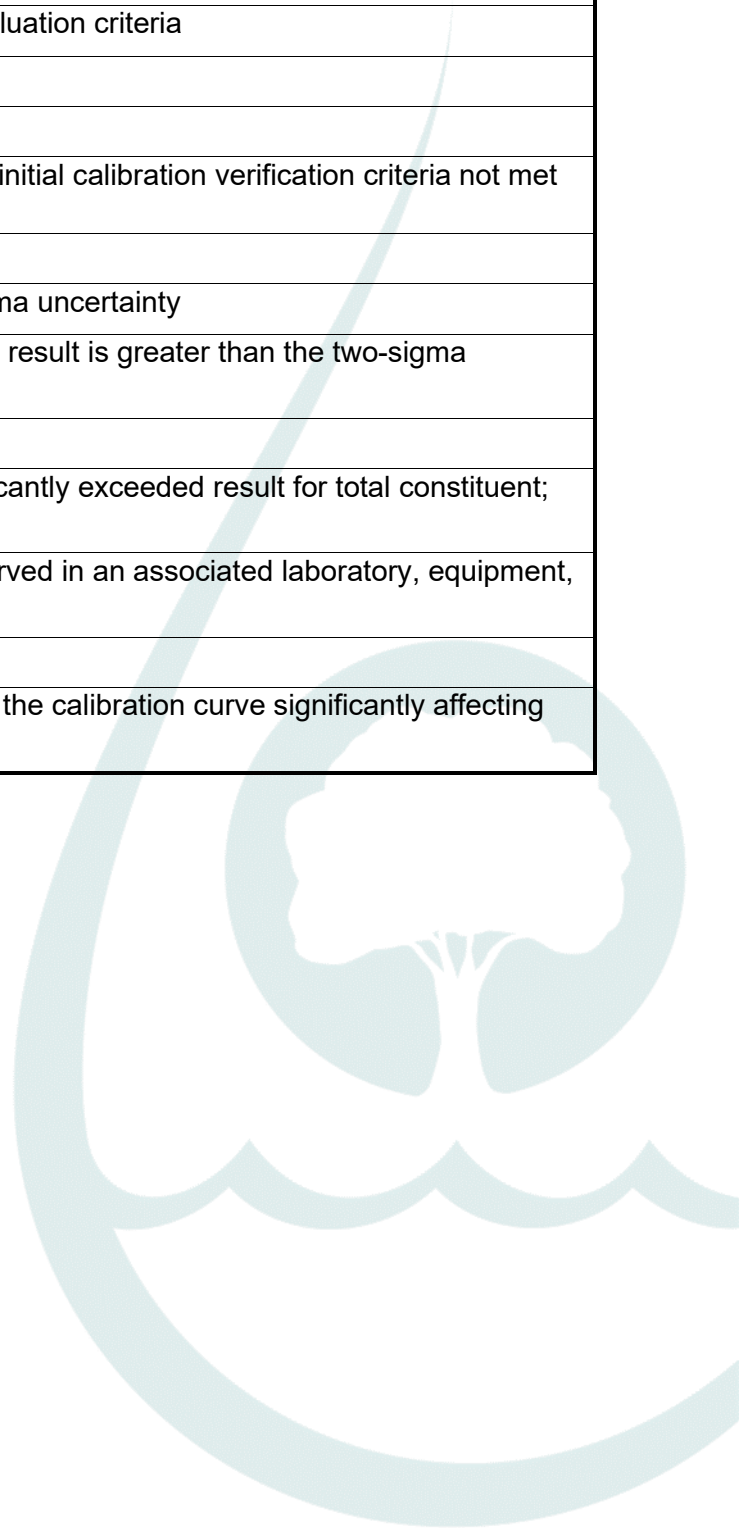 luation criteria
initial calibration verification criteria not met
ma uncertainty
result is greater than the two-sigma
cantly exceeded result for total constituent;
rved in an associated laboratory, equipment,
the calibration curve significantly affecting